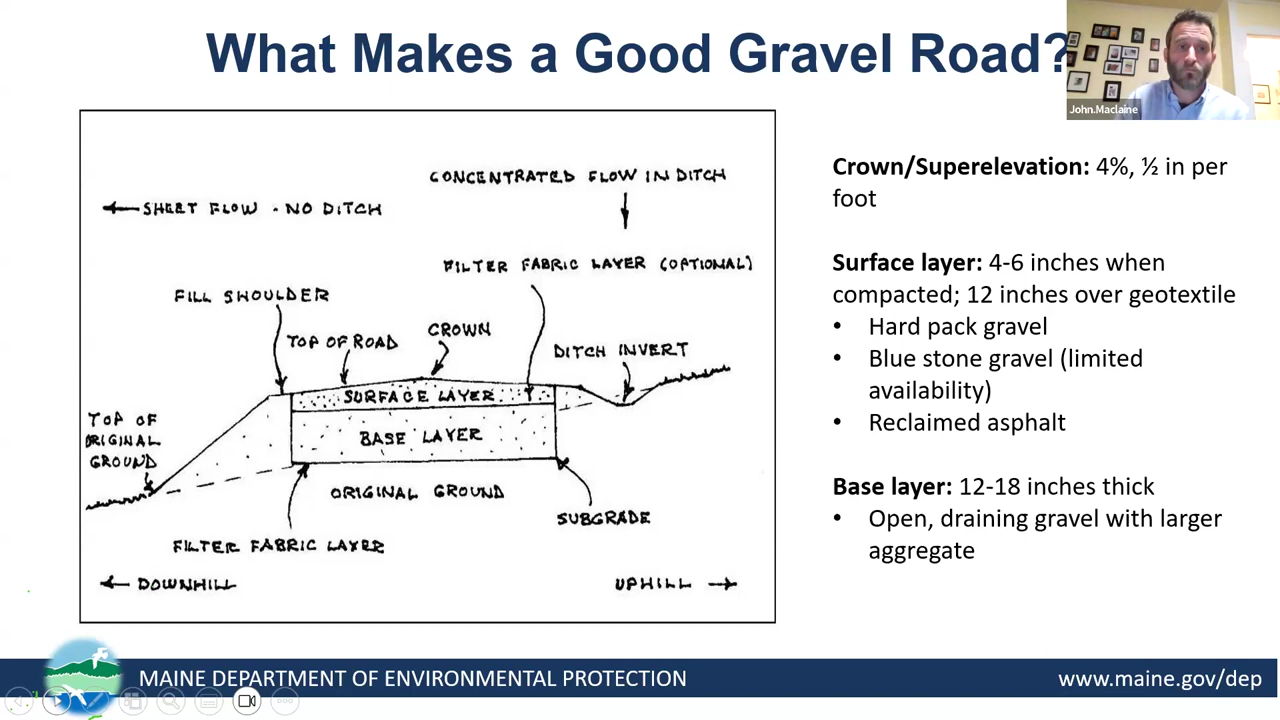 What Makes a Good Gravel Road?
John.Maclaine
CONCENTRATED FLOW IN DITCH
SHEET FLOW - NO DITCH
FILTER FABRIC LAYER (OPTIONAL)
FILL SHOULDER
TOP OF ROAD
CROWN
DITCH INVERT
SURFACE LAYER
TOP OF
ORIGINAL
GROUND
BASE LAYER
ORIGINAL GROUND
SUBGRADE
FILTER FABRIC LAYER
DOWNHILL
UPHILL
Crown/Superelevation: 4%, ½ in per
foot
Surface layer: 4-6 inches when
compacted; 12 inches over geotextile
• Hard pack gravel
• Blue stone gravel (limited
availability)
• Reclaimed asphalt
Base layer: 12-18 inches thick
• Open, draining gravel with larger
aggregate
MAINE DEPARTMENT OF ENVIRONMENTAL PROTECTION
www.maine.gov/dep